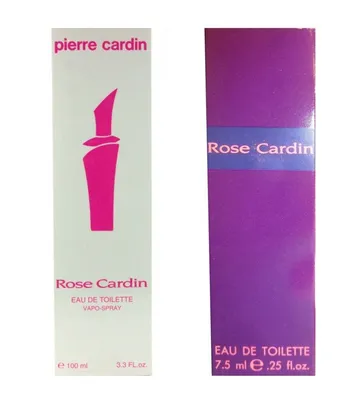 pierre cardin
Rose Cardin
EAU DE TOILETTE
VAPO-SPRAY
℮ 100 ml 3.3 FL.oz.
Rose Cardin
EAU DE TOILETTE
7.5 ml ℮ .25 fl.oz.